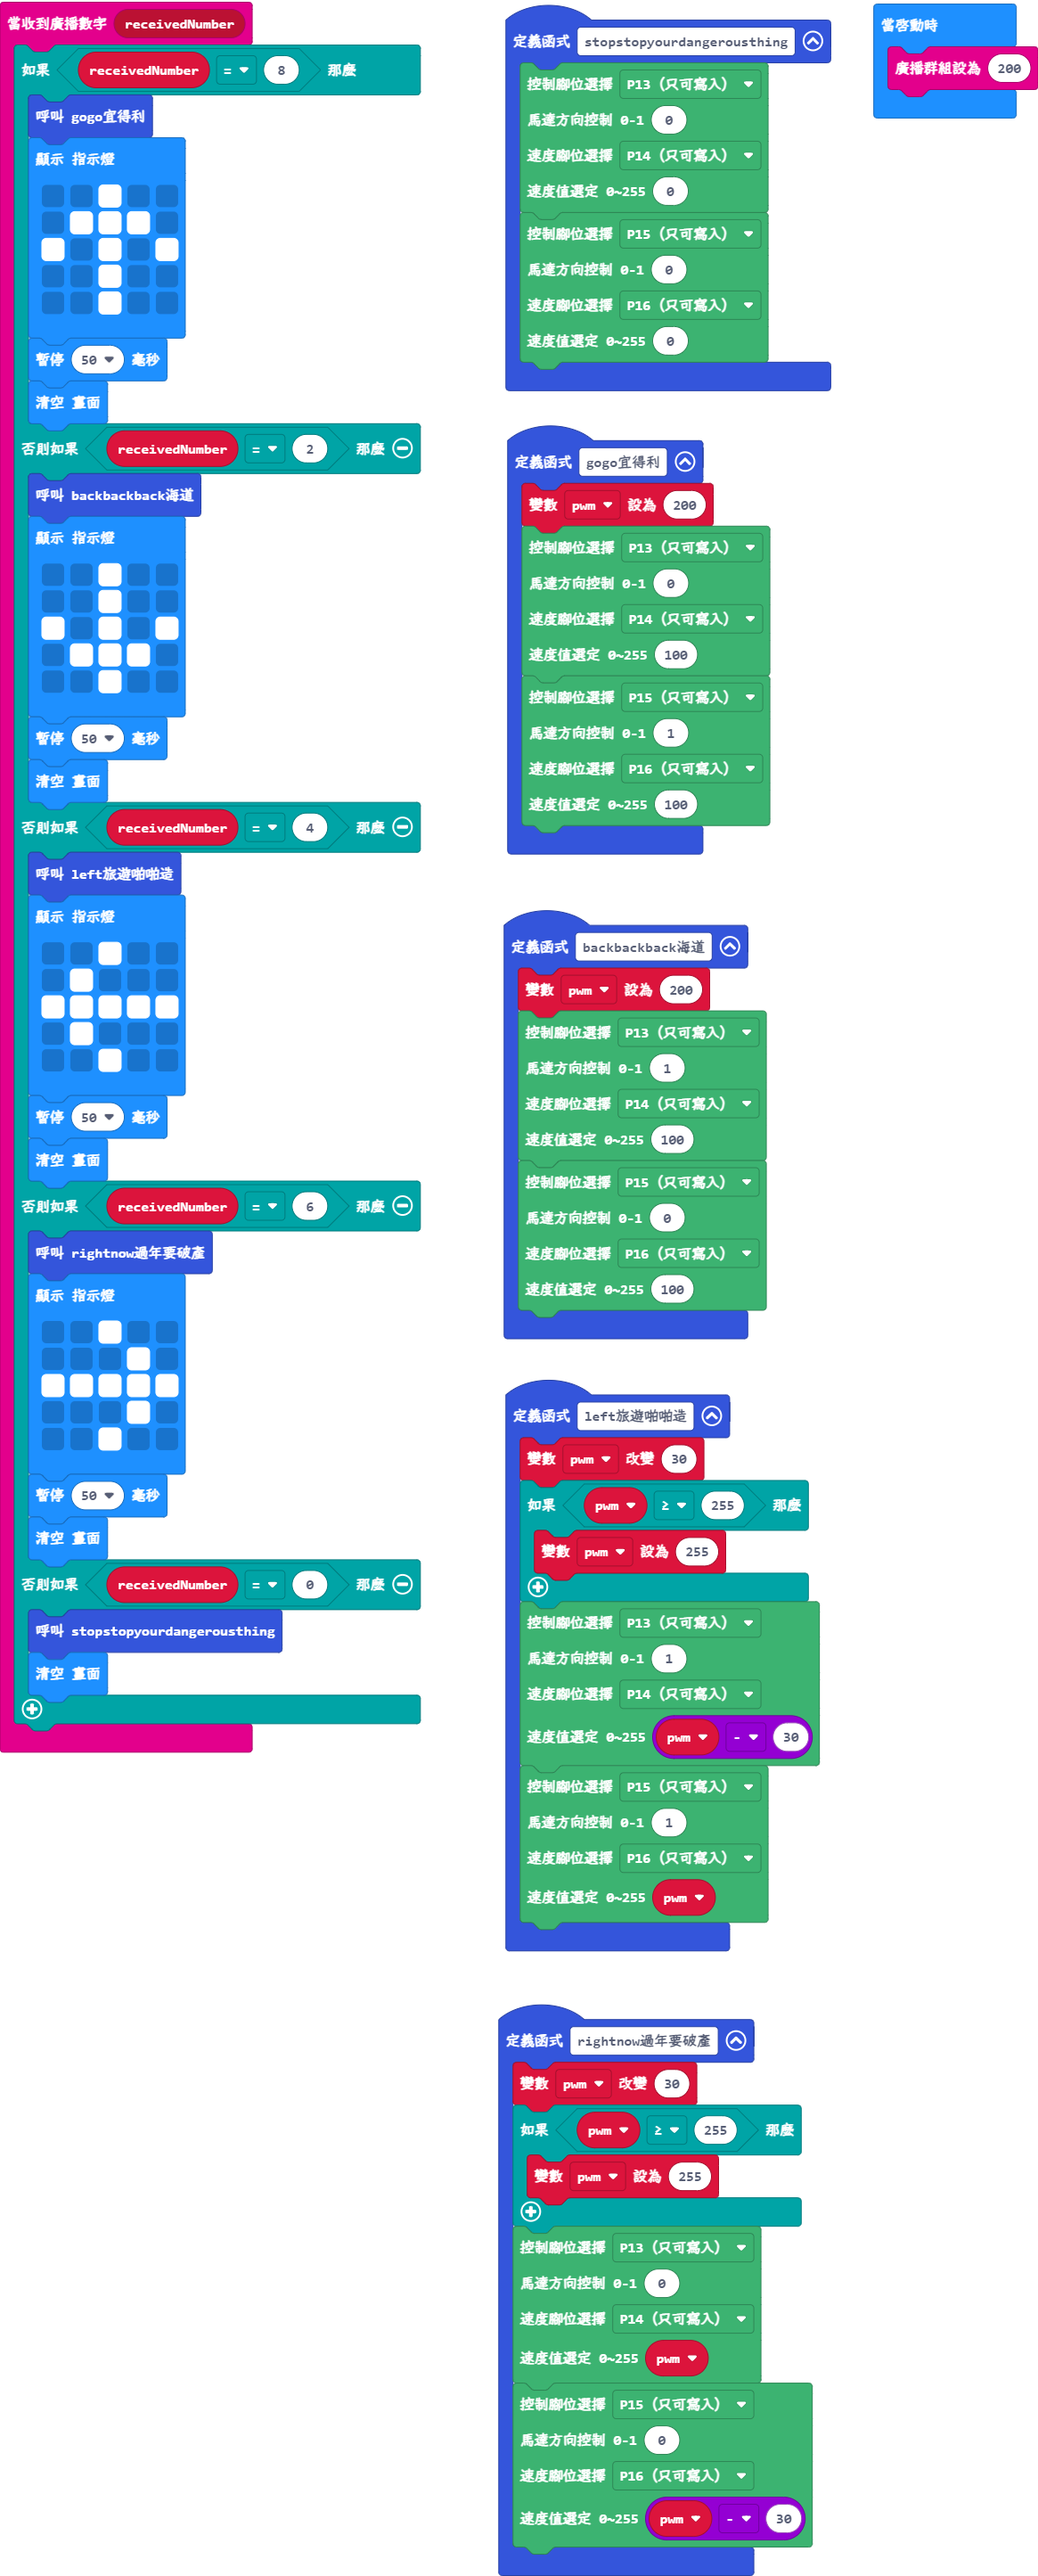 當收到廣播數字 receivedNumber
如果 receivedNumber = 8 那麼
呼叫 gogo宜得利
顯示 指示燈
暫停 50 毫秒
清空 畫面
否則如果 receivedNumber = 2 那麼
呼叫 backbackback海道
顯示 指示燈
暫停 50 毫秒
清空 畫面
否則如果 receivedNumber = 4 那麼
呼叫 left旅遊啪啪造
顯示 指示燈
暫停 50 毫秒
清空 畫面
否則如果 receivedNumber = 6 那麼
呼叫 rightnow過年要破產
顯示 指示燈
暫停 50 毫秒
清空 畫面
否則如果 receivedNumber = 0 那麼
呼叫 stopstopyourdangerousthing
清空 畫面
定義函式 stopstopyourdangerousthing
控制腳位選擇 P13 (只可寫入)
馬達方向控制 0-1 0
速度腳位選擇 P14 (只可寫入)
速度值選定 0~255 0
控制腳位選擇 P15 (只可寫入)
馬達方向控制 0-1 0
速度腳位選擇 P16 (只可寫入)
速度值選定 0~255 0
定義函式 gogo宜得利
變數 pwm 設為 200
控制腳位選擇 P13 (只可寫入)
馬達方向控制 0-1 0
速度腳位選擇 P14 (只可寫入)
速度值選定 0~255 100
控制腳位選擇 P15 (只可寫入)
馬達方向控制 0-1 1
速度腳位選擇 P16 (只可寫入)
速度值選定 0~255 100
定義函式 backbackback海道
變數 pwm 設為 200
控制腳位選擇 P13 (只可寫入)
馬達方向控制 0-1 1
速度腳位選擇 P14 (只可寫入)
速度值選定 0~255 100
控制腳位選擇 P15 (只可寫入)
馬達方向控制 0-1 0
速度腳位選擇 P16 (只可寫入)
速度值選定 0~255 100
定義函式 left旅遊啪啪造
變數 pwm 改變 30
如果 pwm ≥ 255 那麼
變數 pwm 設為 255
控制腳位選擇 P13 (只可寫入)
馬達方向控制 0-1 1
速度腳位選擇 P14 (只可寫入)
速度值選定 0~255 pwm - 30
控制腳位選擇 P15 (只可寫入)
馬達方向控制 0-1 1
速度腳位選擇 P16 (只可寫入)
速度值選定 0~255 pwm
定義函式 rightnow過年要破產
變數 pwm 改變 30
如果 pwm ≥ 255 那麼
變數 pwm 設為 255
控制腳位選擇 P13 (只可寫入)
馬達方向控制 0-1 0
速度腳位選擇 P14 (只可寫入)
速度值選定 0~255 pwm
控制腳位選擇 P15 (只可寫入)
馬達方向控制 0-1 0
速度腳位選擇 P16 (只可寫入)
速度值選定 0~255 pwm - 30
當啓動時
廣播群組設為 200